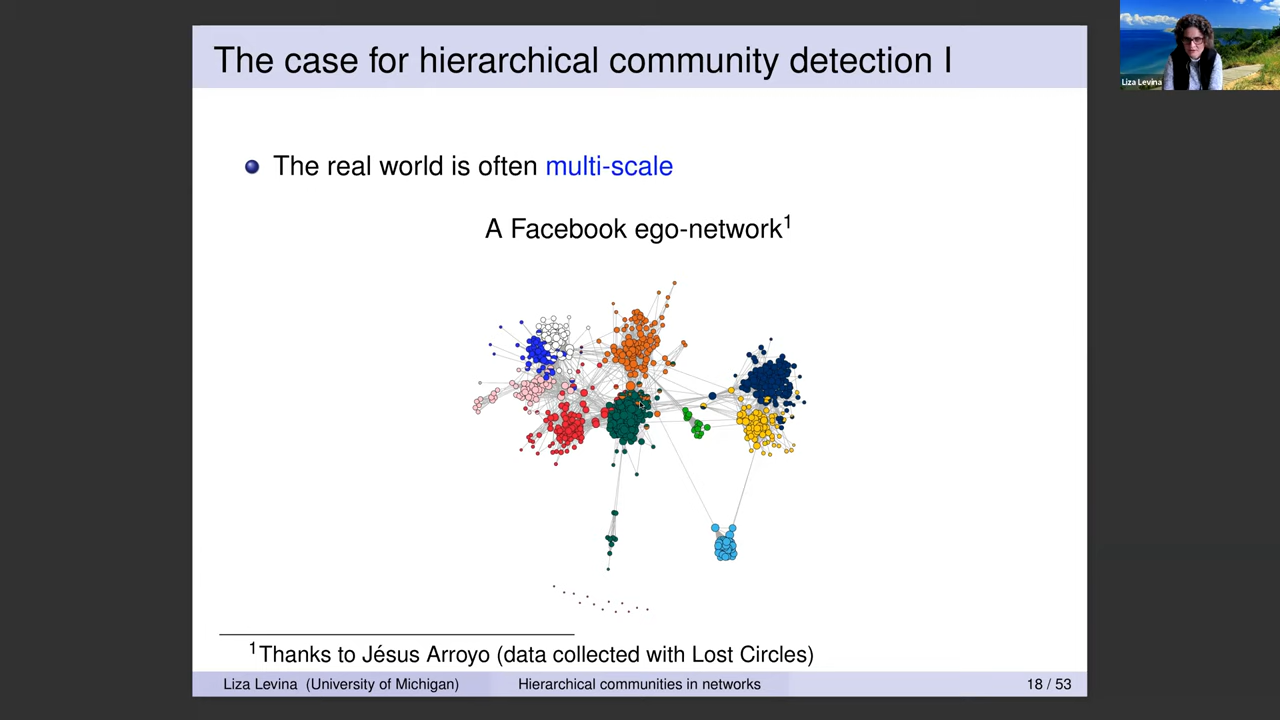 The case for hierarchical community detection I
Liza Levina
The real world is often multi-scale
A Facebook ego-network1
1Thanks to Jésus Arroyo (data collected with Lost Circles)
Liza Levina (University of Michigan) Hierarchical communities in networks 18 / 53